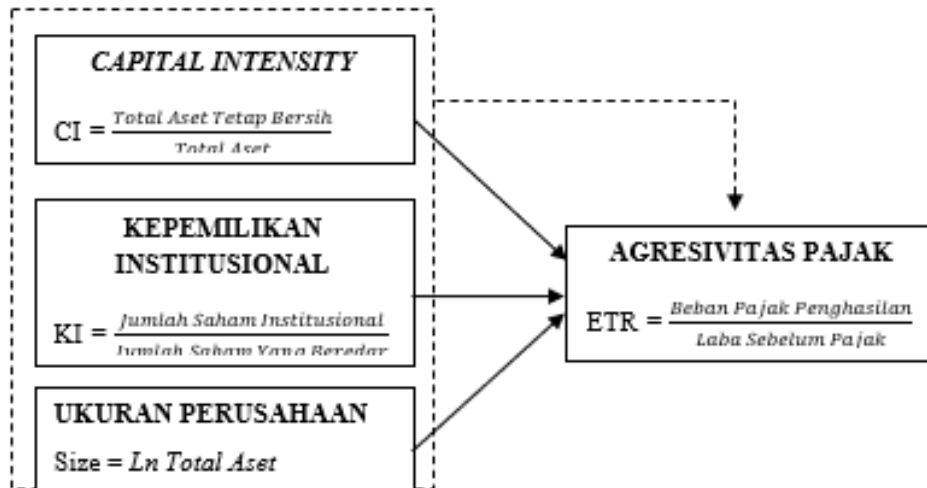 CAPITAL INTENSITY
CI = Total Aset Tetap Bersih
Total Aset
KEPEMILIKAN
INSTITUSIONAL
KI = Jumlah Saham Institusional
Jumlah Saham Yang Beredar
UKURAN PERUSAHAAN
Size = Ln Total Aset
AGRESIVITAS PAJAK
ETR = Beban Pajak Penghasilan
Laba Sebelum Pajak